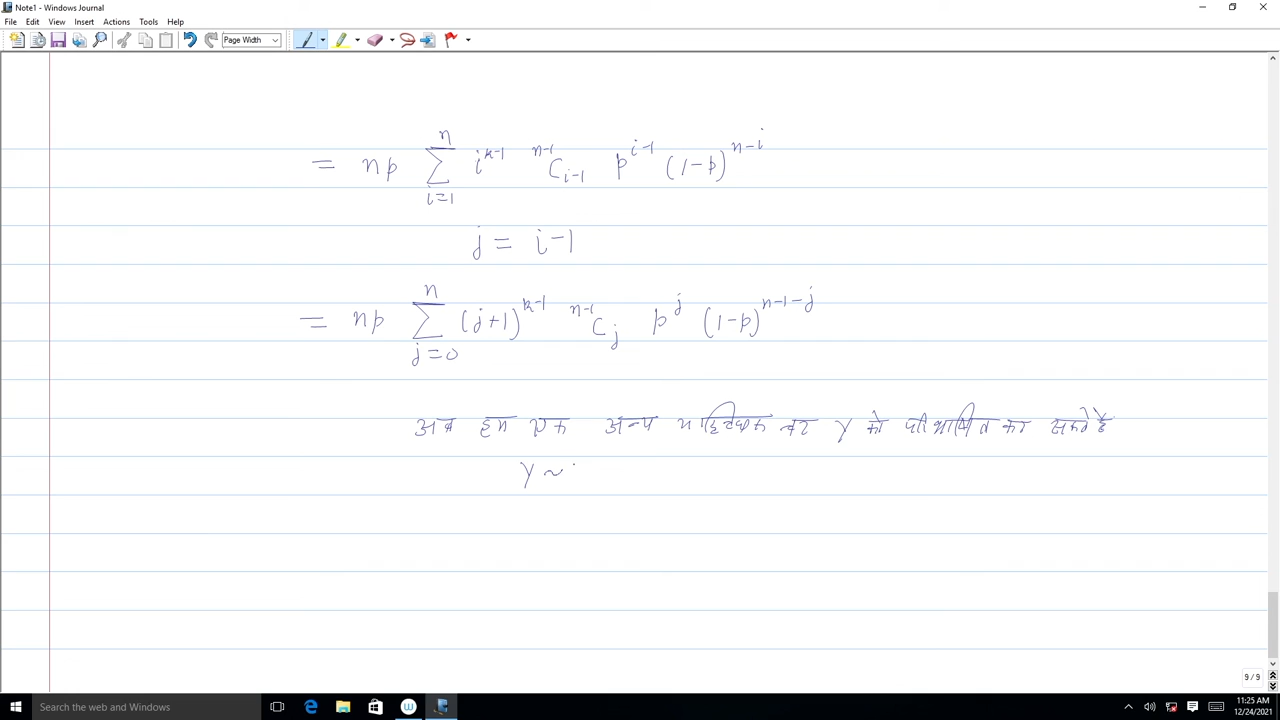 Note1 - Windows Journal
File Edit View Insert Actions Tools Help
Page Width
= np ∑_{i=1}^{n} i^{k-1} ^{n-1}C_{i-1} p^{i-1} (1-p)^{n-i}
j = i-1
= np ∑_{j=0}^{n} (j+1)^{k-1} ^{n-1}C_j p^j (1-p)^{n-1-j}
अब हम एक अन्य यादृच्छिक चर Y को परिभाषित कर सकते हैं
Y ~
9 / 9
Search the web and Windows
11:25 AM
12/24/2021